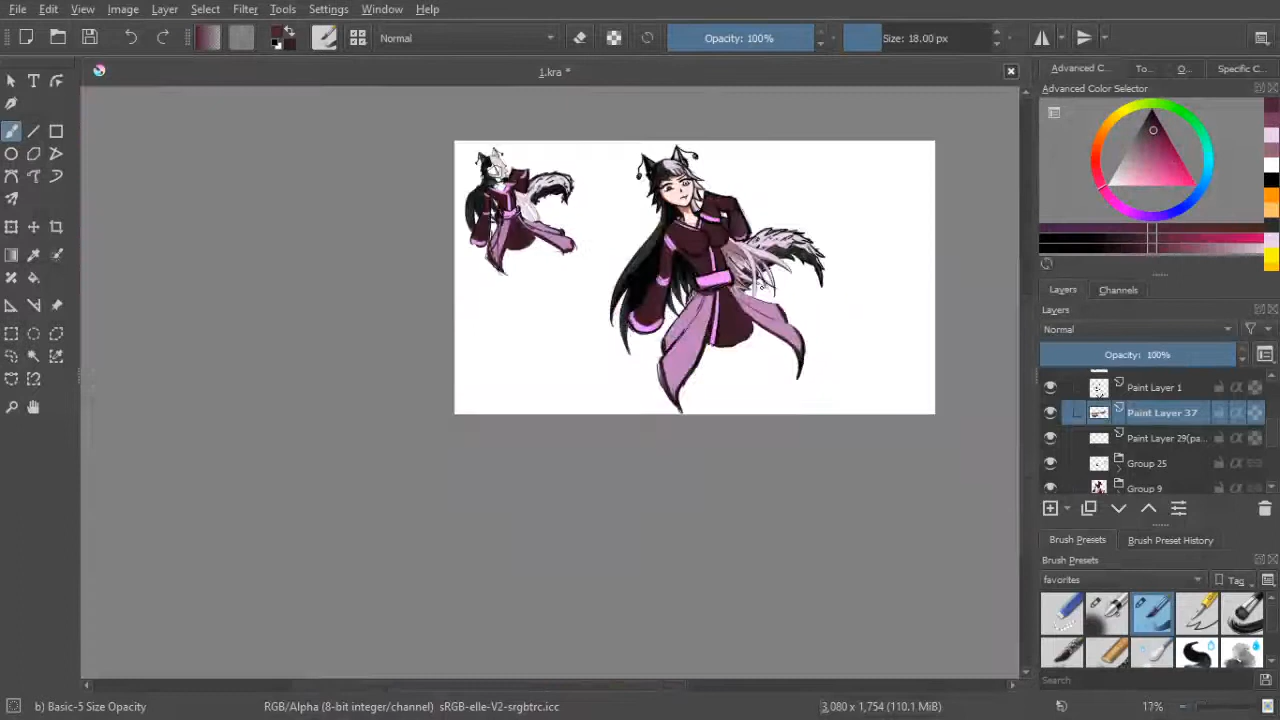 File Edit View Image Layer Select Filter Tools Settings Window Help
Normal Opacity: 100% Size: 18.00 px
1.kra *
Advanced C... To... O... Specific C...
Advanced Color Selector
Layers Channels
Layers
Normal
Opacity: 100%
Paint Layer 1
Paint Layer 37
Paint Layer 29(pa...
Group 25
Group 9
Brush Presets Brush Preset History
Brush Presets
favorites Tag
Search
b) Basic-5 Size Opacity RGB/Alpha (8-bit integer/channel) sRGB-elle-V2-srgbtrc.icc 3,080 x 1,754 (110.1 MiB) 17%